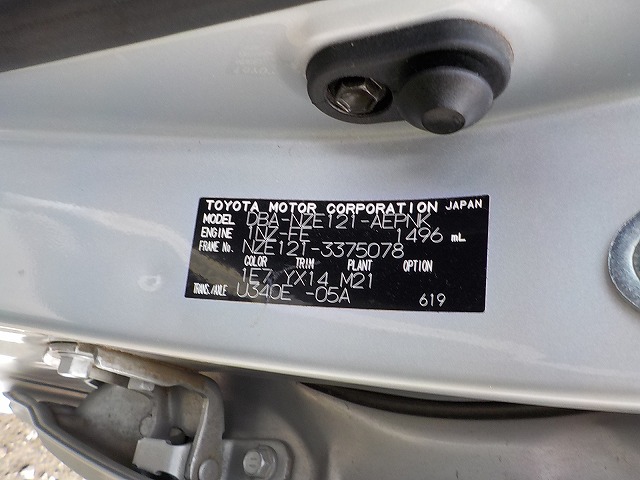 TOYOTA MOTOR CORPORATION JAPAN
MODEL DBA-NZE121-AEPNK
ENGINE 1NZ-FE 1496 mL
FRAME No. NZE121-3375078
COLOR TRIM PLANT OPTION
1E7 YX14 M21
TRANS./AXLE U340E -05A
619